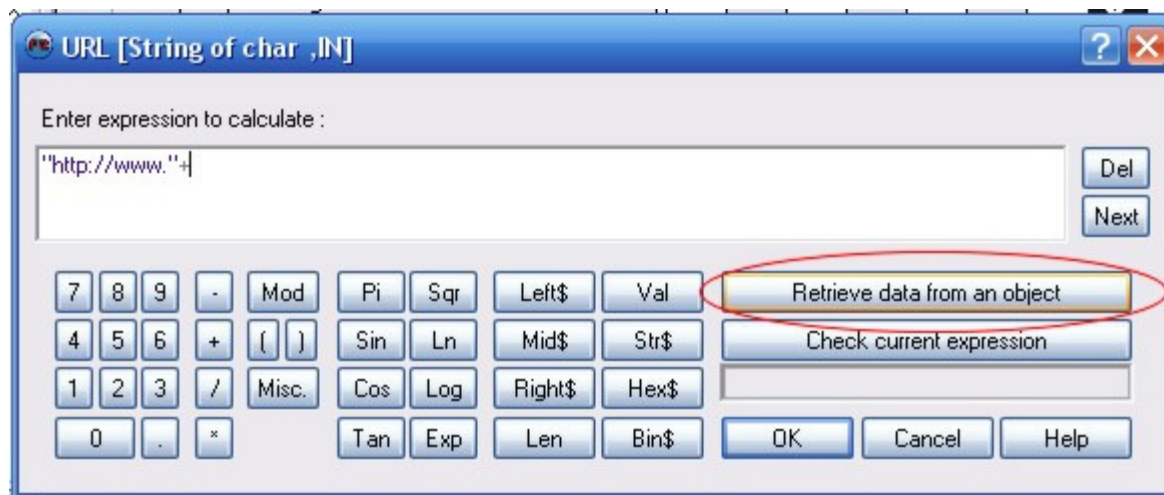 URL [String of char ,IN]
?
Enter expression to calculate :
"http://www."+
Del
Next
7 8 9 - Mod Pi Sqr Left$ Val Retrieve data from an object
4 5 6 + ( ) Sin Ln Mid$ Str$ Check current expression
1 2 3 / Misc. Cos Log Right$ Hex$
0 . * Tan Exp Len Bin$ OK Cancel Help